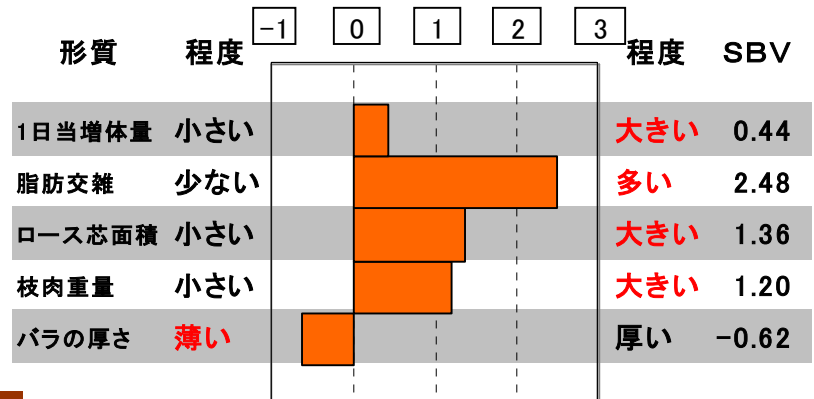 -1 0 1 2 3
形質 程度 程度 SBV
1日当増体量 小さい 大きい 0.44
脂肪交雑 少ない 多い 2.48
ロース芯面積 小さい 大きい 1.36
枝肉重量 小さい 大きい 1.20
バラの厚さ 薄い 厚い -0.62